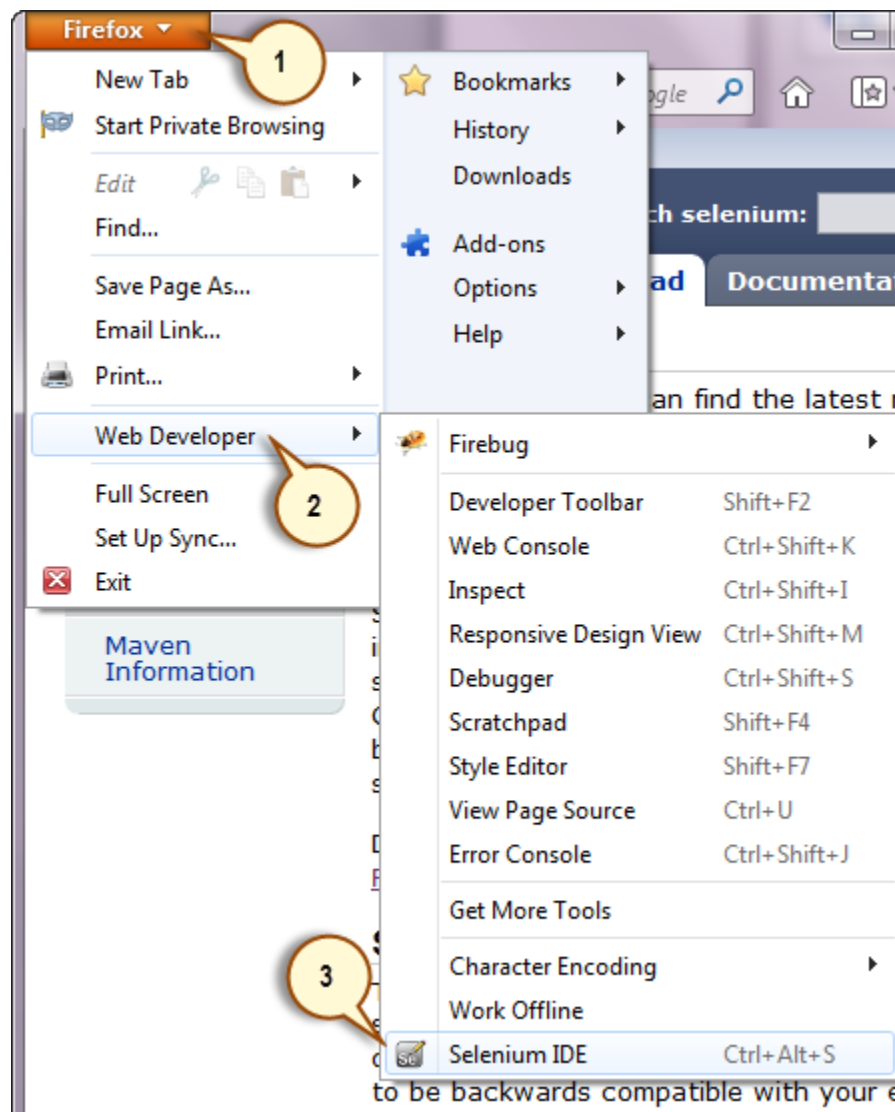 Firefox
1
New Tab
Start Private Browsing
Edit
Find...
Save Page As...
Email Link...
Print...
Web Developer
2
Full Screen
Set Up Sync...
Exit
Bookmarks
History
Downloads
Add-ons
Options
Help
ogle
ch selenium:
ad
Documenta
an find the latest
Firebug
Developer Toolbar Shift+F2
Web Console Ctrl+Shift+K
Inspect Ctrl+Shift+I
Responsive Design View Ctrl+Shift+M
Debugger Ctrl+Shift+S
Scratchpad Shift+F4
Style Editor Shift+F7
View Page Source Ctrl+U
Error Console Ctrl+Shift+J
Get More Tools
Character Encoding
Work Offline
3
Se
Selenium IDE Ctrl+Alt+S
Maven
Information
to be backwards compatible with your e